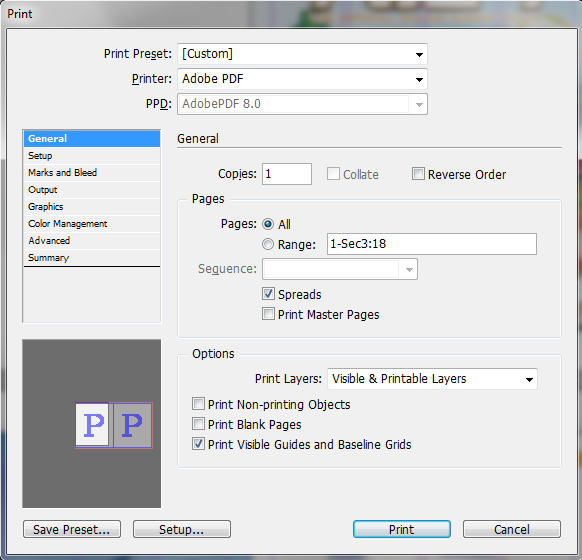 Print
Print Preset: [Custom]
Printer: Adobe PDF
PPD: AdobePDF 8.0
General
Setup
Marks and Bleed
Output
Graphics
Color Management
Advanced
Summary
General
Copies: 1 Collate Reverse Order
Pages
Pages: All
Range: 1-Sec3:18
Sequence:
Spreads
Print Master Pages
Options
Print Layers: Visible & Printable Layers
Print Non-printing Objects
Print Blank Pages
Print Visible Guides and Baseline Grids
P P
Save Preset... Setup... Print Cancel